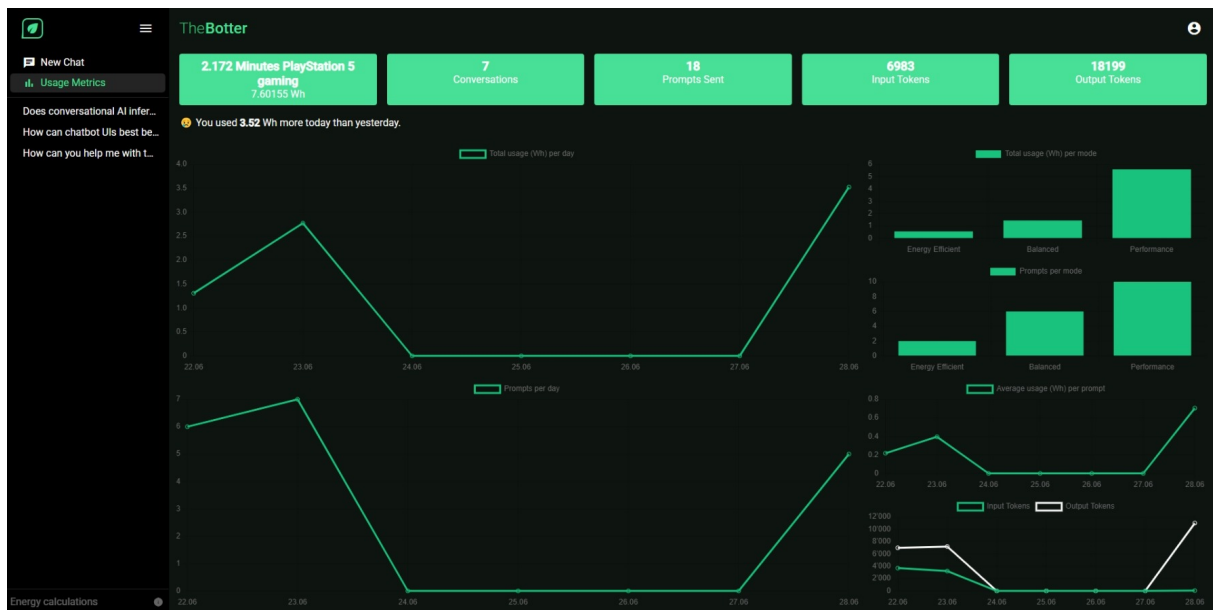 TheBotter
New Chat
Usage Metrics
Does conversational AI infer...
How can chatbot UIs best be...
How can you help me with t...
Energy calculations
2.172 Minutes PlayStation 5
gaming
7.60155 Wh
7
Conversations
18
Prompts Sent
6983
Input Tokens
18199
Output Tokens
😢 You used 3.52 Wh more today than yesterday.
Total usage (Wh) per day
4.0
3.5
3.0
2.5
2.0
1.5
1.0
0.5
0
22.06 23.06 24.06 25.06 26.06 27.06 28.06
Total usage (Wh) per mode
6
5
4
3
2
1
0
Energy Efficient Balanced Performance
Prompts per mode
10
8
6
4
2
0
Energy Efficient Balanced Performance
Prompts per day
7
6
5
4
3
2
1
0
22.06 23.06 24.06 25.06 26.06 27.06 28.06
Average usage (Wh) per prompt
0.8
0.6
0.4
0.2
0
22.06 23.06 24.06 25.06 26.06 27.06 28.06
Input Tokens Output Tokens
12'000
10'000
8'000
6'000
4'000
2'000
0
22.06 23.06 24.06 25.06 26.06 27.06 28.06